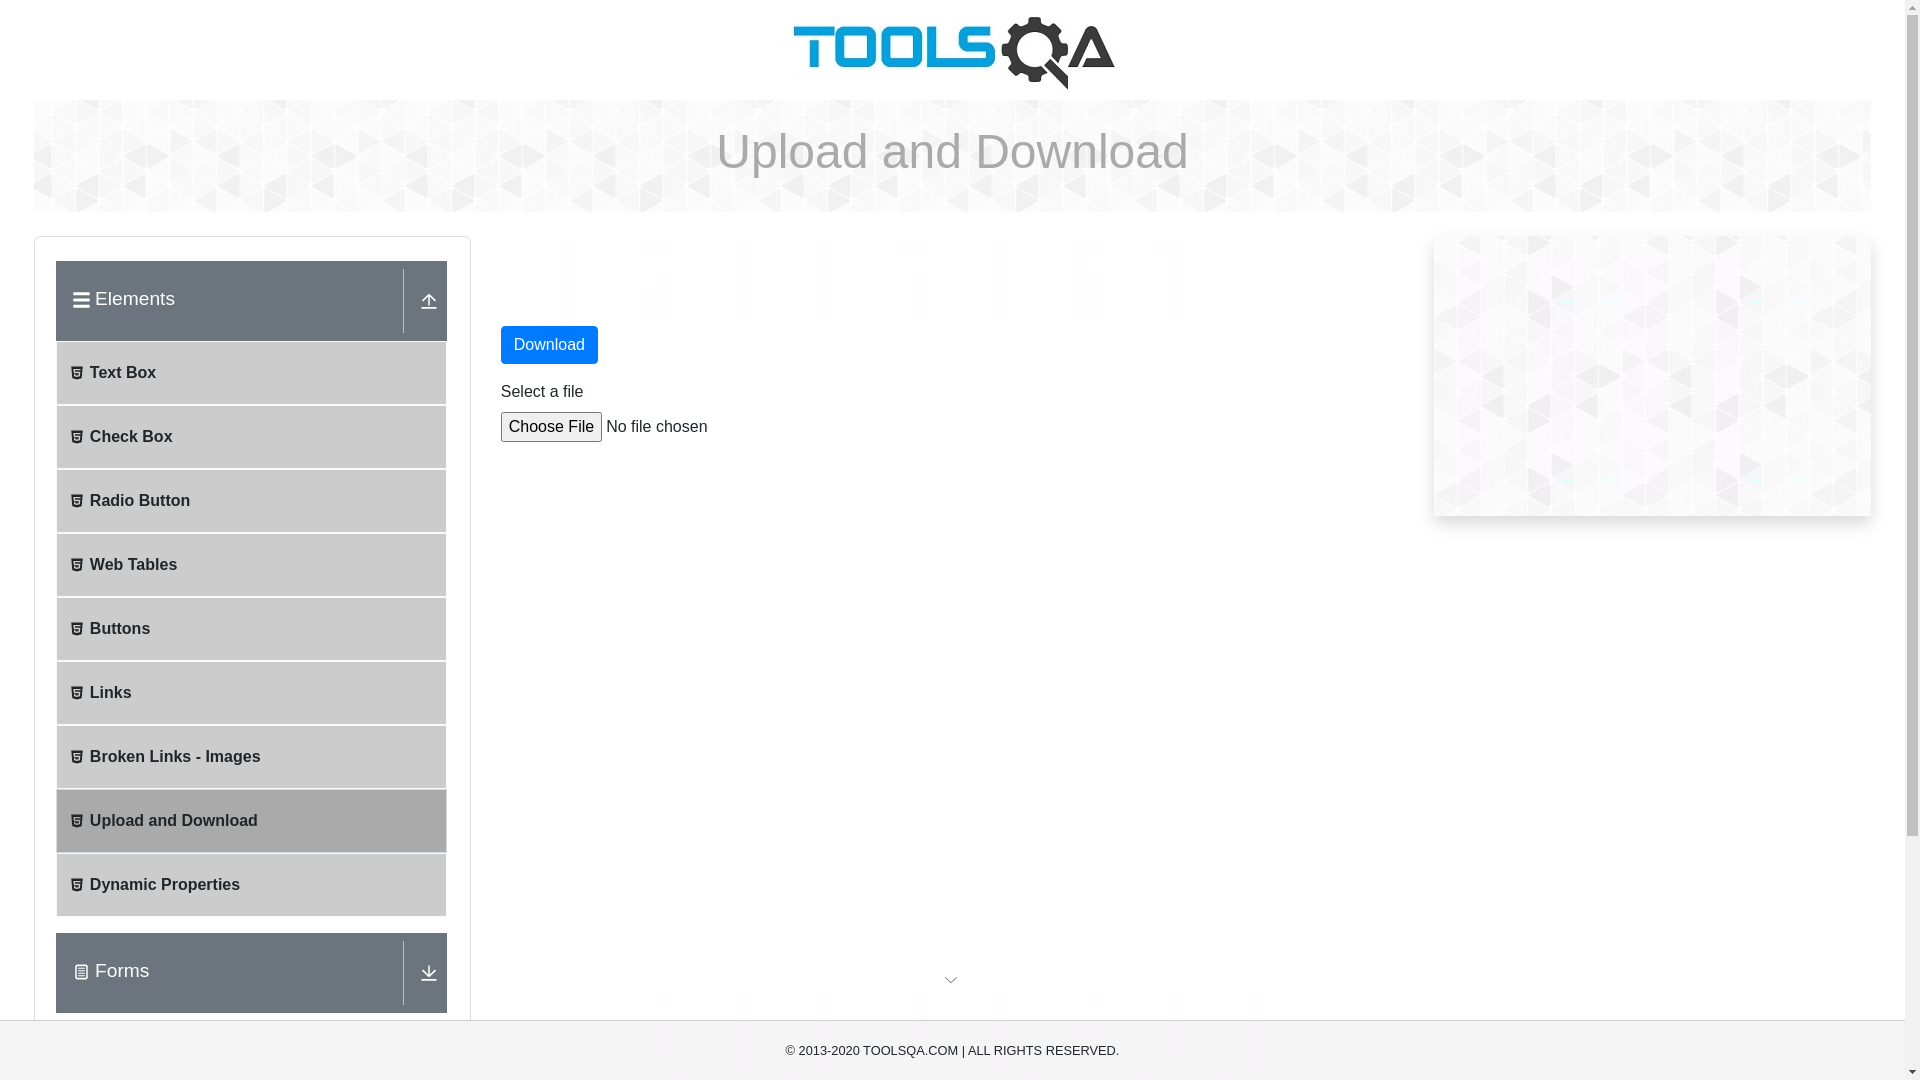 TOOLSQA
Upload and Download
Elements
Text Box
Check Box
Radio Button
Web Tables
Buttons
Links
Broken Links - Images
Upload and Download
Dynamic Properties
Forms
Download
Select a file
Choose File No file chosen
© 2013-2020 TOOLSQA.COM | ALL RIGHTS RESERVED.